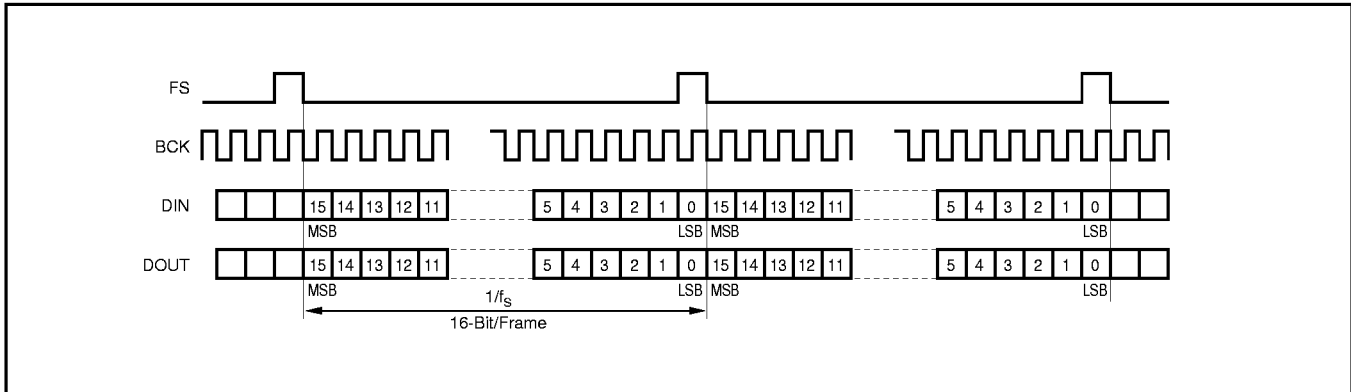 FS
BCK
DIN 15 14 13 12 11 5 4 3 2 1 0 15 14 13 12 11 5 4 3 2 1 0
MSB LSB MSB LSB
DOUT 15 14 13 12 11 5 4 3 2 1 0 15 14 13 12 11 5 4 3 2 1 0
MSB LSB MSB LSB
1/fS
16-Bit/Frame